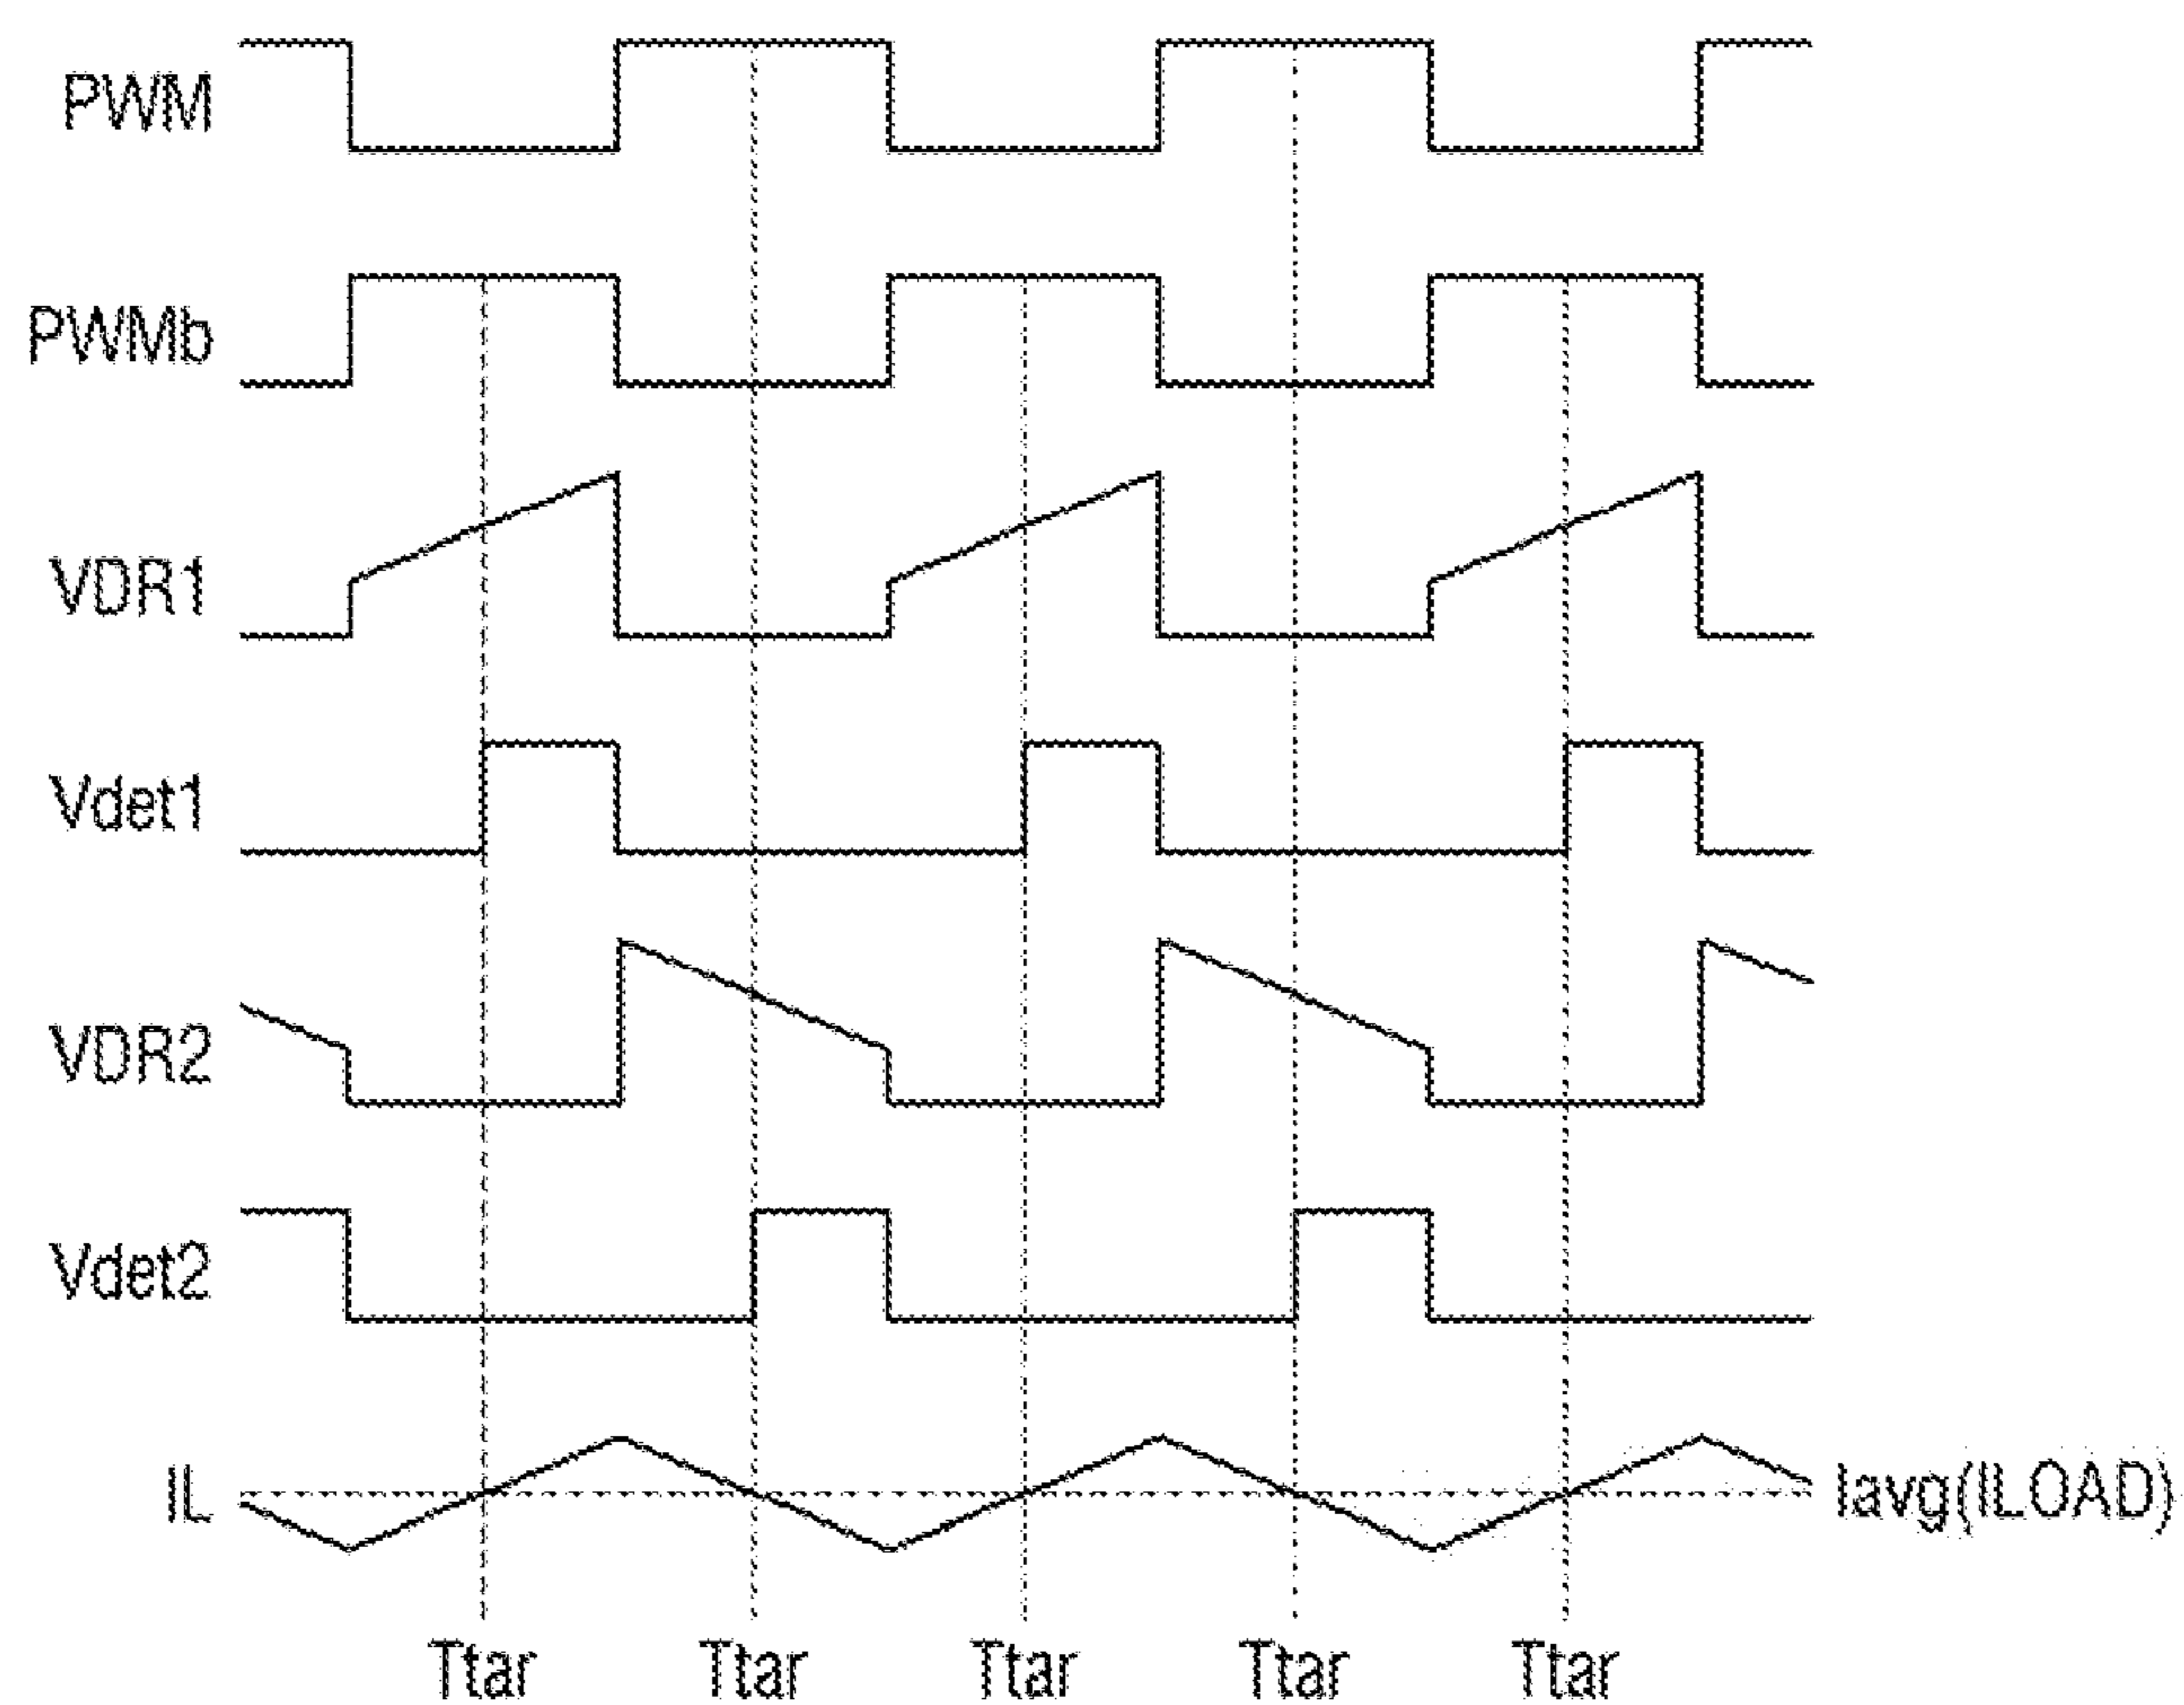 PWM
PWMb
VDR1
Vdet1
VDR2
Vdet2
IL
Iavg(ILOAD)
Ttar Ttar Ttar Ttar Ttar